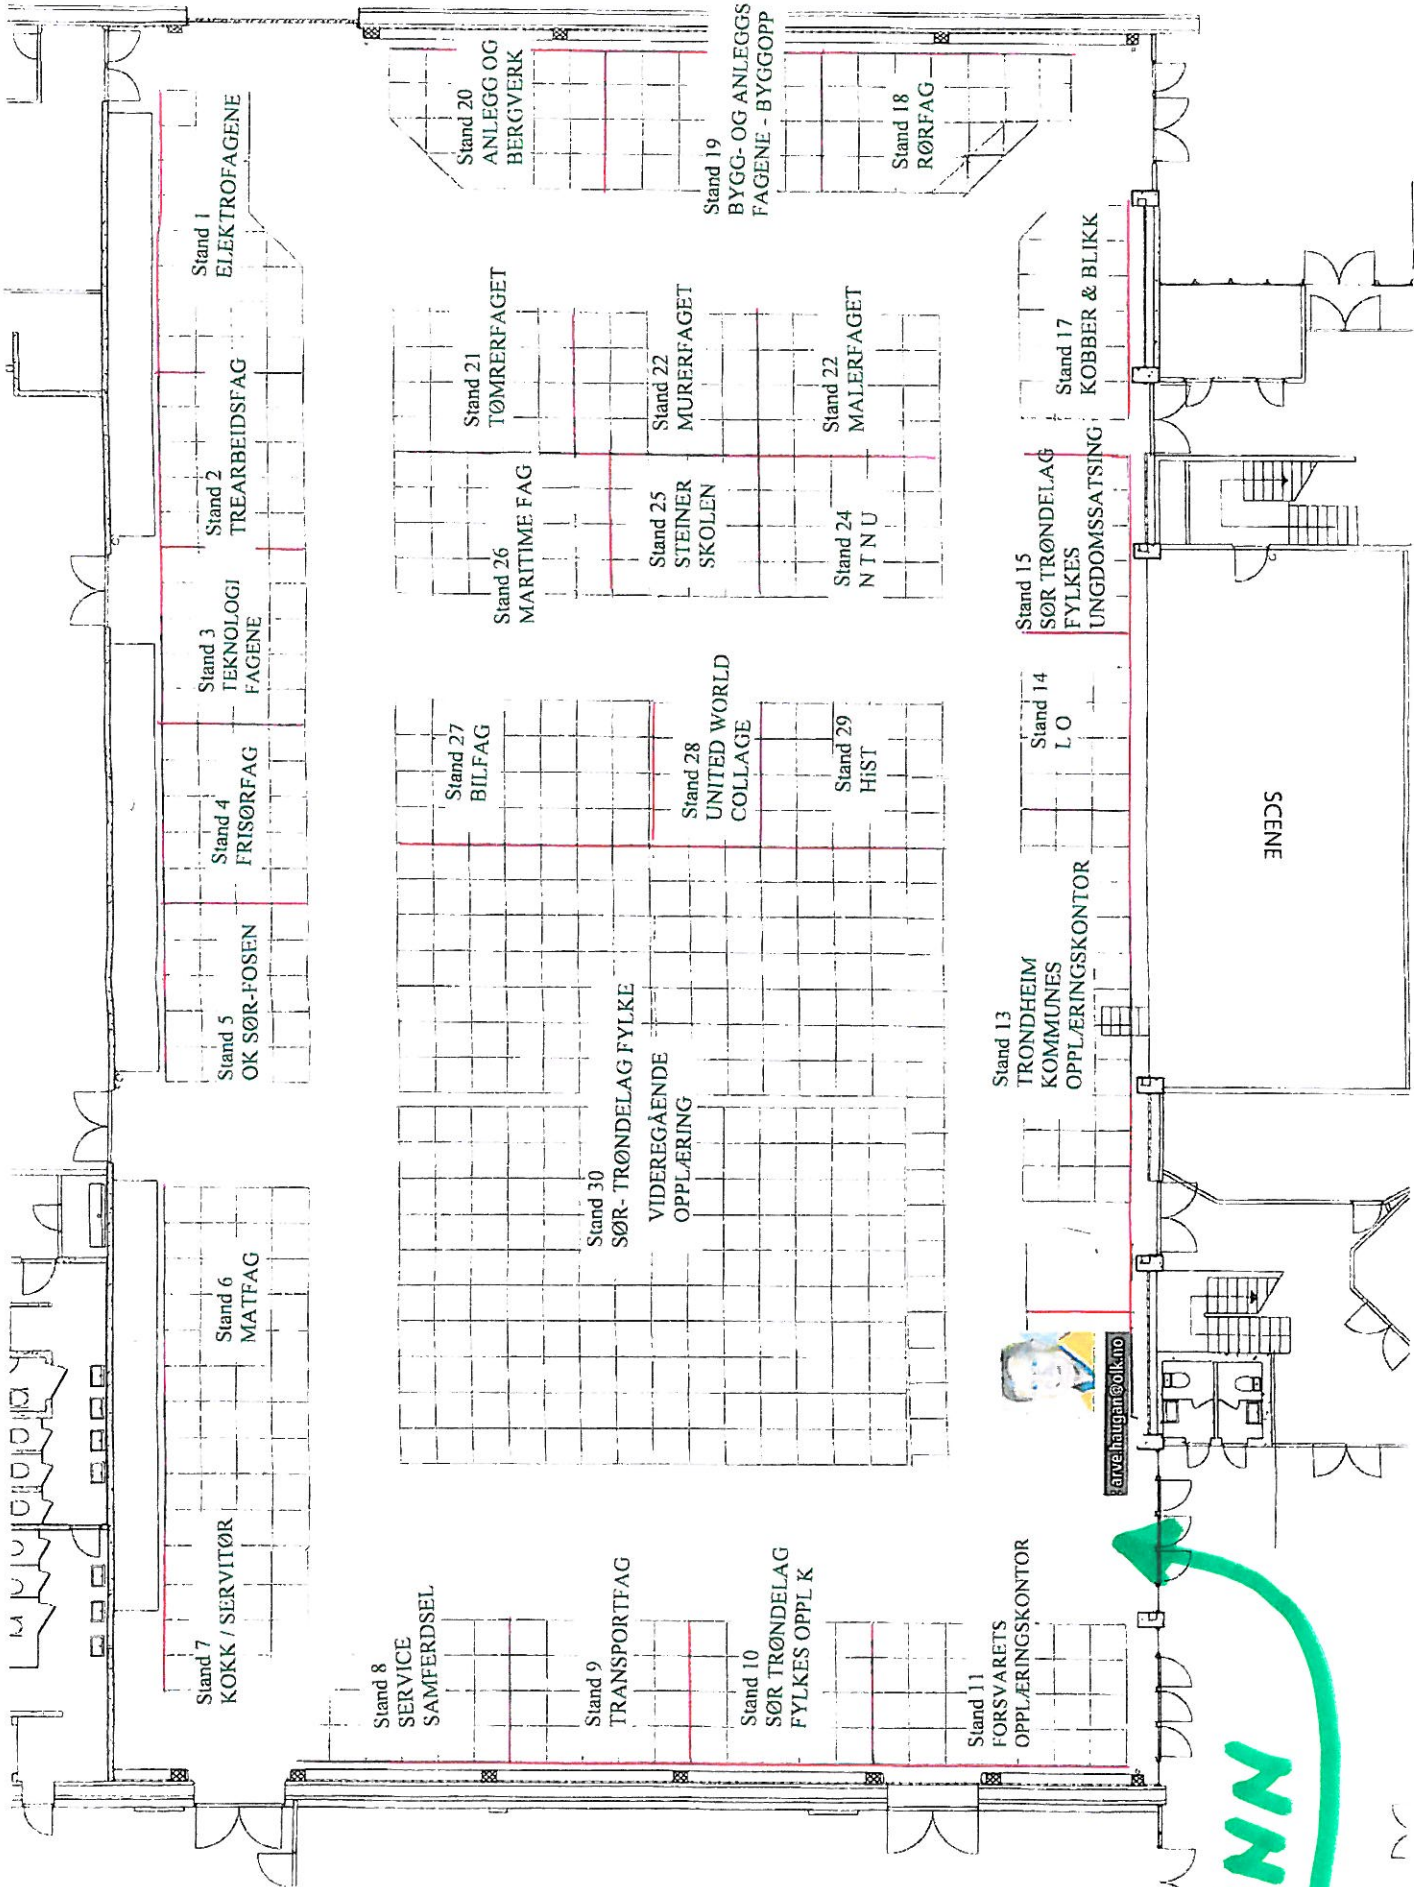 Stand 1
ELEKTROFAGENE
Stand 2
TREARBEIDSFAG
Stand 3
TEKNOLOGI
FAGENE
Stand 4
FRISØRFAG
Stand 5
OK SØR-FOSEN
Stand 6
MATFAG
Stand 7
KOKK / SERVITØR
Stand 8
SERVICE
SAMFERDSEL
Stand 9
TRANSPORTFAG
Stand 10
SØR TRØNDELAG
FYLKES OPPL K
Stand 11
FORSVARETS
OPPLÆRINGSKONTOR
Stand 13
TRONDHEIM
KOMMUNES
OPPLÆRINGSKONTOR
Stand 14
L O
Stand 15
SØR TRØNDELAG
FYLKES
UNGDOMSSATSING
Stand 17
KOBBER & BLIKK
Stand 18
RØRFAG
Stand 19
BYGG- OG ANLEGGS
FAGENE - BYGGOPP
Stand 20
ANLEGG OG
BERGVERK
Stand 21
TØMRERFAGET
Stand 22
MURERFAGET
Stand 22
MALERFAGET
Stand 24
N T N U
Stand 25
STEINER
SKOLEN
Stand 26
MARITIME FAG
Stand 27
BILFAG
Stand 28
UNITED WORLD
COLLAGE
Stand 29
HiST
Stand 30
SØR- TRØNDELAG FYLKE
VIDEREGÅENDE
OPPLÆRING
SCENE
arve.haugan@olk.no
NN